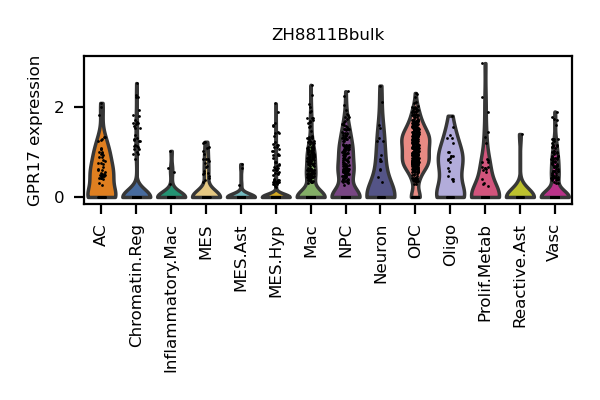 ZH8811Bbulk
GPR17 expression
2
0
AC
Chromatin.Reg
Inflammatory.Mac
MES
MES.Ast
MES.Hyp
Mac
NPC
Neuron
OPC
Oligo
Prolif.Metab
Reactive.Ast
Vasc